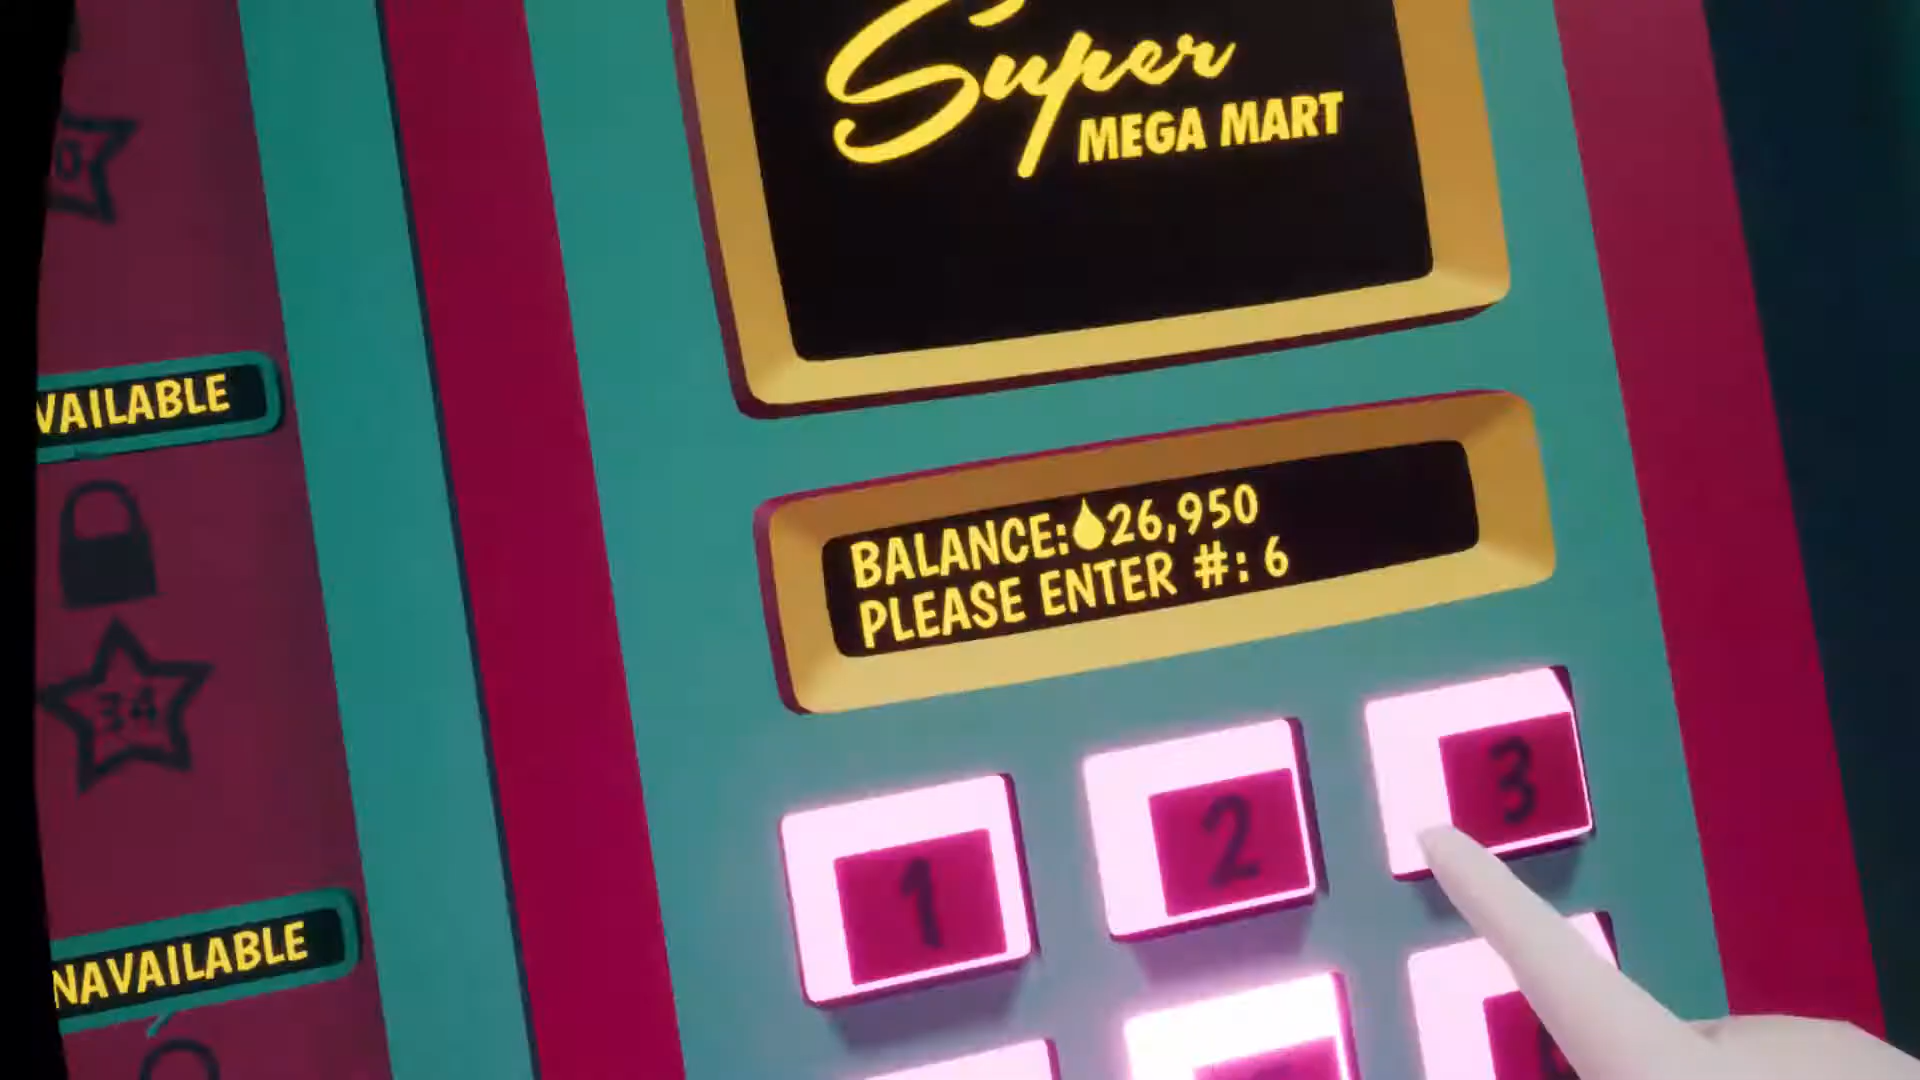 Super
MEGA MART
VAILABLE
BALANCE:26,950
PLEASE ENTER #: 6
34
1
2
3
NAVAILABLE